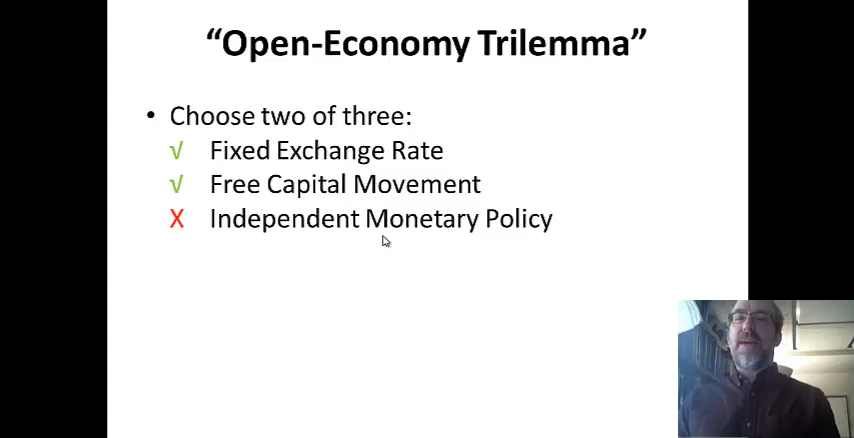 “Open-Economy Trilemma”
• Choose two of three:
√ Fixed Exchange Rate
√ Free Capital Movement
X Independent Monetary Policy